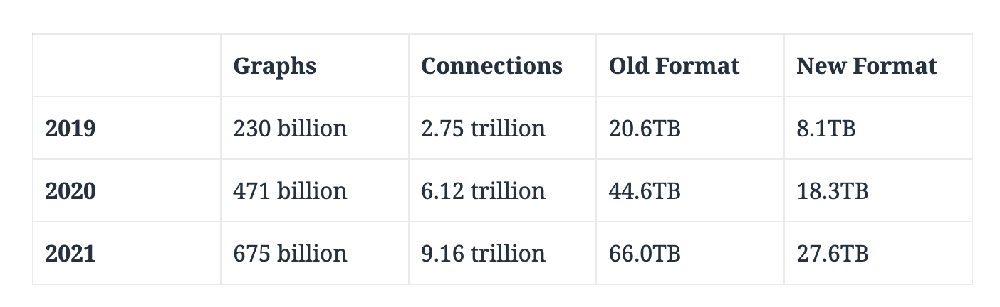 Graphs Connections Old Format New Format
2019 230 billion 2.75 trillion 20.6TB 8.1TB
2020 471 billion 6.12 trillion 44.6TB 18.3TB
2021 675 billion 9.16 trillion 66.0TB 27.6TB